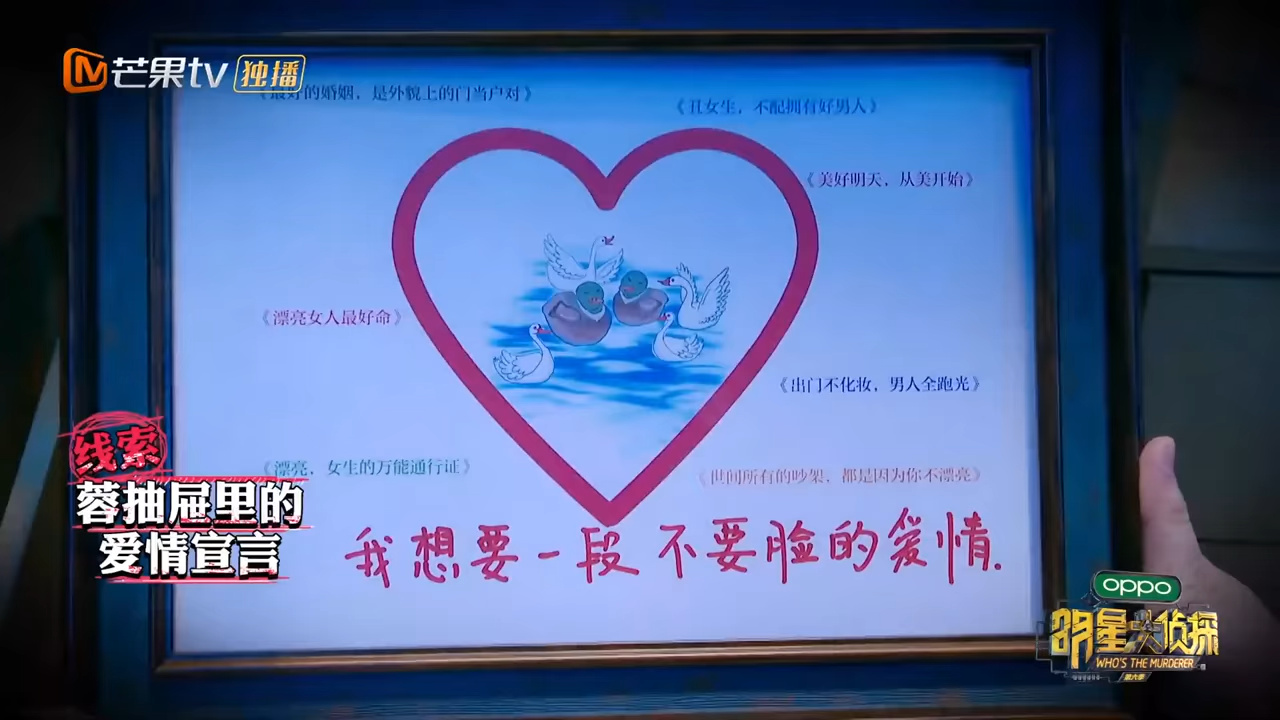 芒果tv 独播
《最好的婚姻，是外貌上的门当户对》
《丑女生，不配拥有好男人》
《美好明天，从美开始》
《漂亮女人最好命》
《出门不化妆，男人全跑光》
《漂亮，女生的万能通行证》
《世间所有的吵架，都是因为你不漂亮》
线索
蓉抽屉里的
爱情宣言
我想要一段不要脸的爱情.
oppo
明星大侦探
WHO'S THE MURDERER
第六季